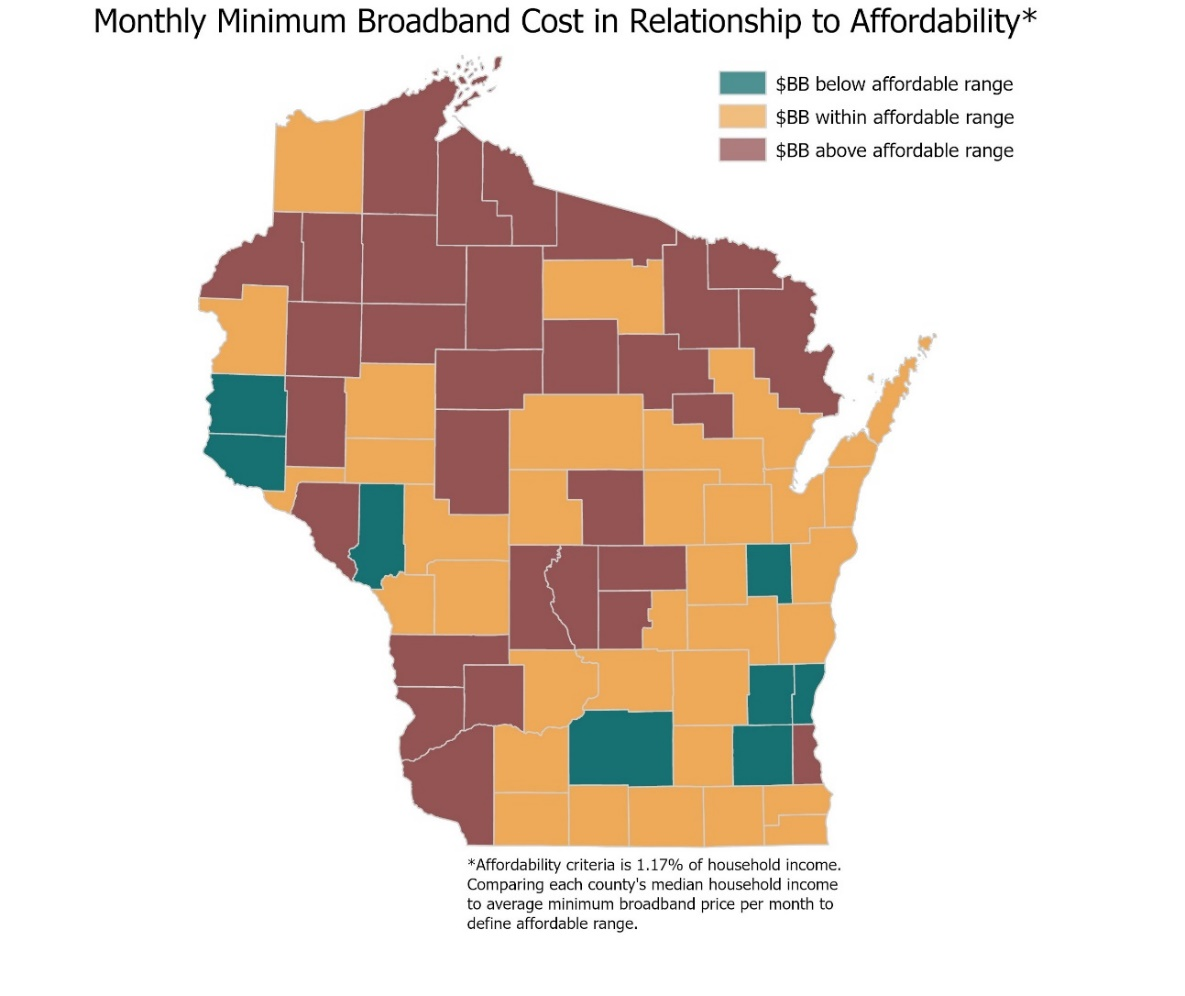 Monthly Minimum Broadband Cost in Relationship to Affordability*
$BB below affordable range
$BB within affordable range
$BB above affordable range
*Affordability criteria is 1.17% of household income.
Comparing each county's median household income
to average minimum broadband price per month to
define affordable range.